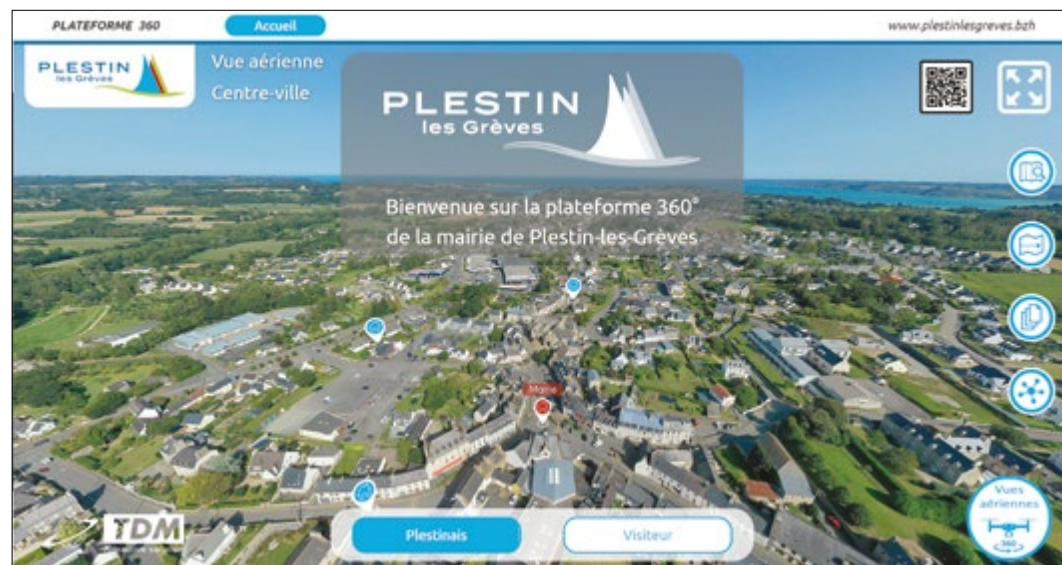 PLATEFORME 360
Accueil
www.plestinlesgreves.bzh
PLESTIN
les Grèves
Vue aérienne
Centre-ville
PLESTIN
les Grèves
Bienvenue sur la plateforme 360°
de la mairie de Plestin-les-Grèves
Mairie
TDM
Plestinais
Visiteur
Vues
aériennes
360